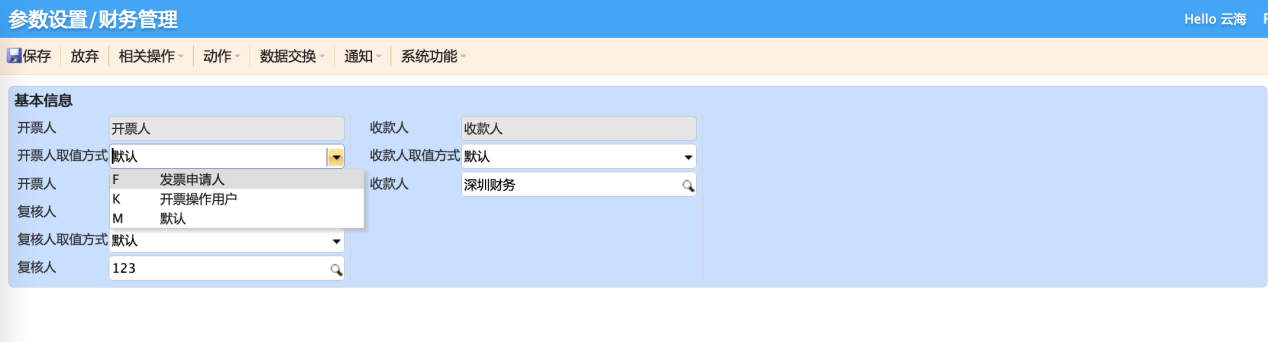 参数设置/财务管理 Hello 云海
保存 放弃 相关操作 动作 数据交换 通知 系统功能
基本信息
开票人 开票人 收款人 收款人
开票人取值方式 默认 收款人取值方式 默认
开票人 F 发票申请人 收款人 深圳财务
K 开票操作用户
复核人 M 默认
复核人取值方式 默认
复核人 123